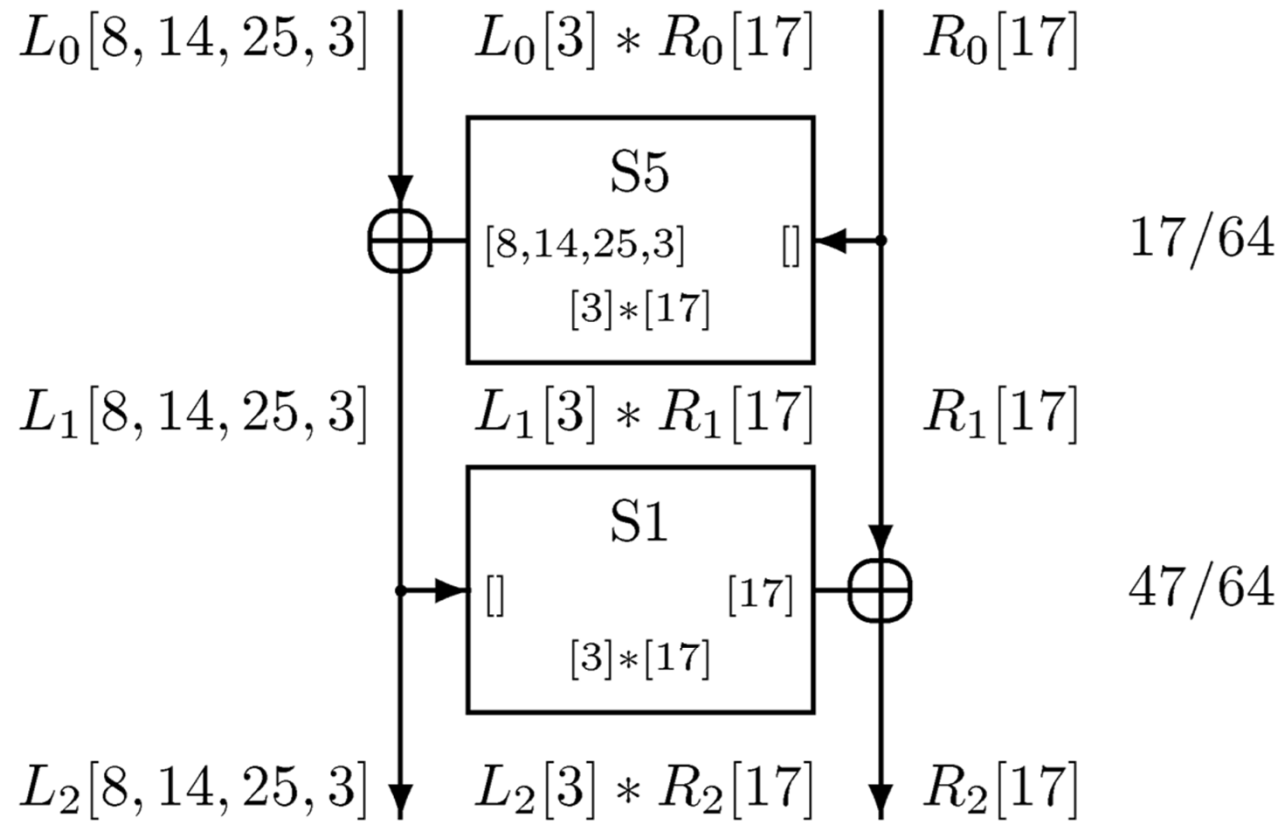 L₀[8, 14, 25, 3] L₀[3] ∗ R₀[17] R₀[17]
S5
[8,14,25,3] [] 17/64
[3]∗[17]
L₁[8, 14, 25, 3] L₁[3] ∗ R₁[17] R₁[17]
S1
[] [17] 47/64
[3]∗[17]
L₂[8, 14, 25, 3] L₂[3] ∗ R₂[17] R₂[17]